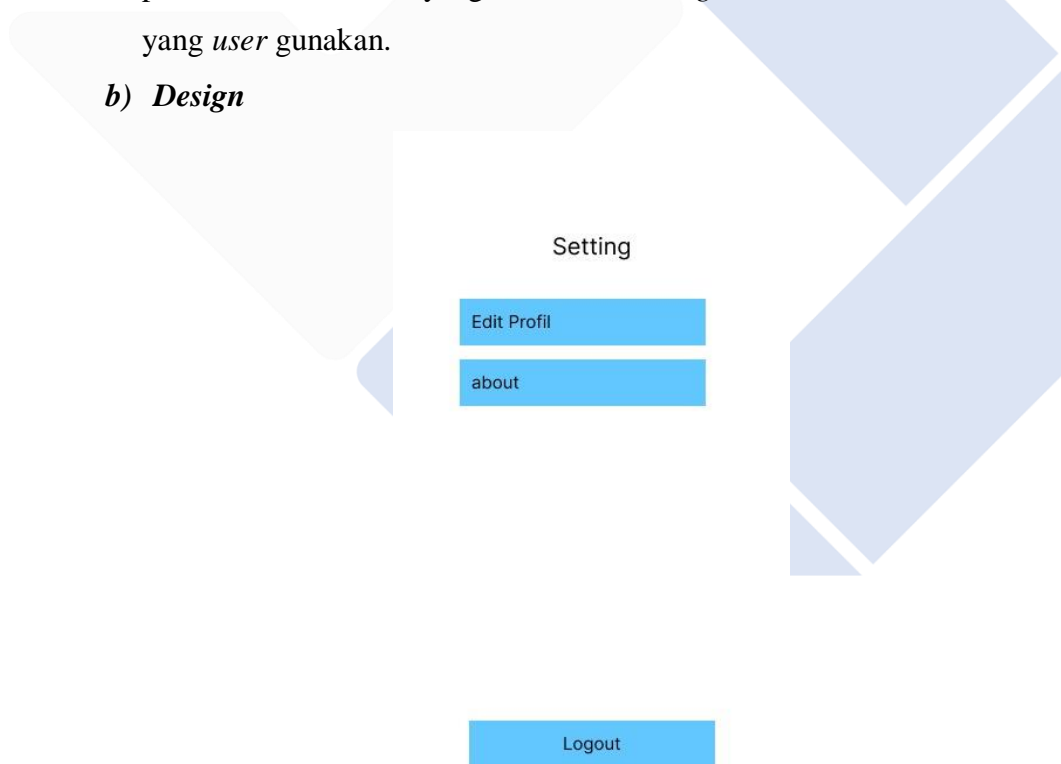 yang user gunakan.
b) Design
Setting
Edit Profil
about
Logout